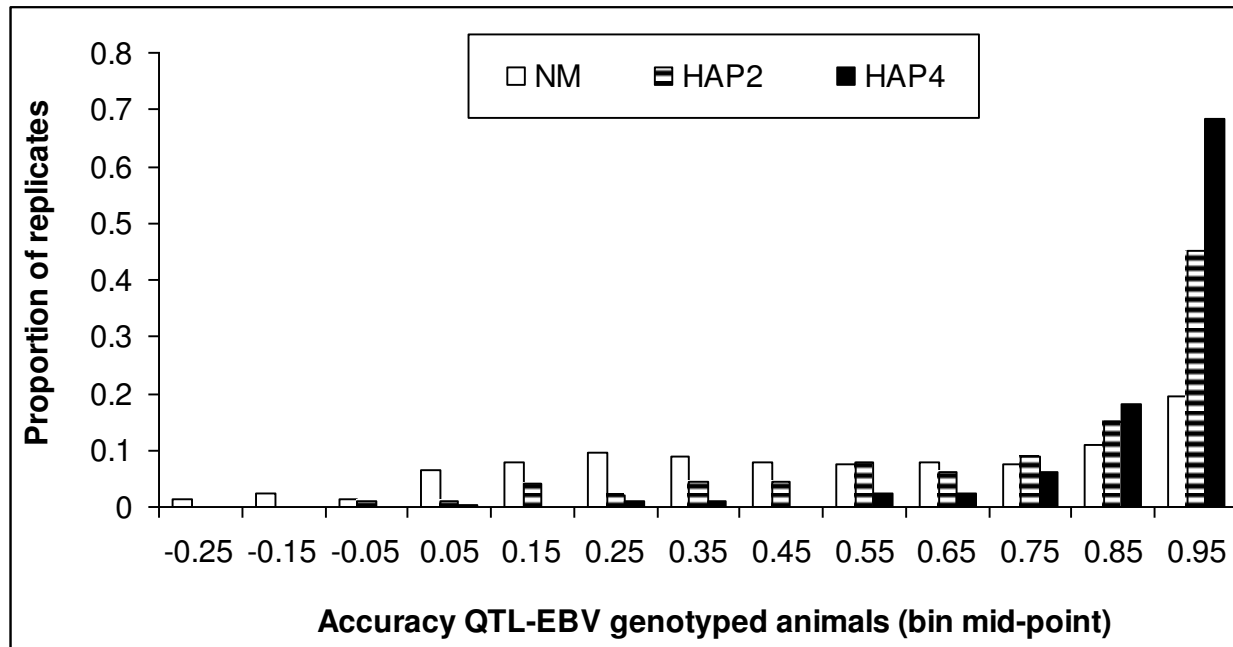 NM HAP2 HAP4
0.8
0.7
0.6
0.5
0.4
0.3
0.2
0.1
0
Proportion of replicates
-0.25 -0.15 -0.05 0.05 0.15 0.25 0.35 0.45 0.55 0.65 0.75 0.85 0.95
Accuracy QTL-EBV genotyped animals (bin mid-point)